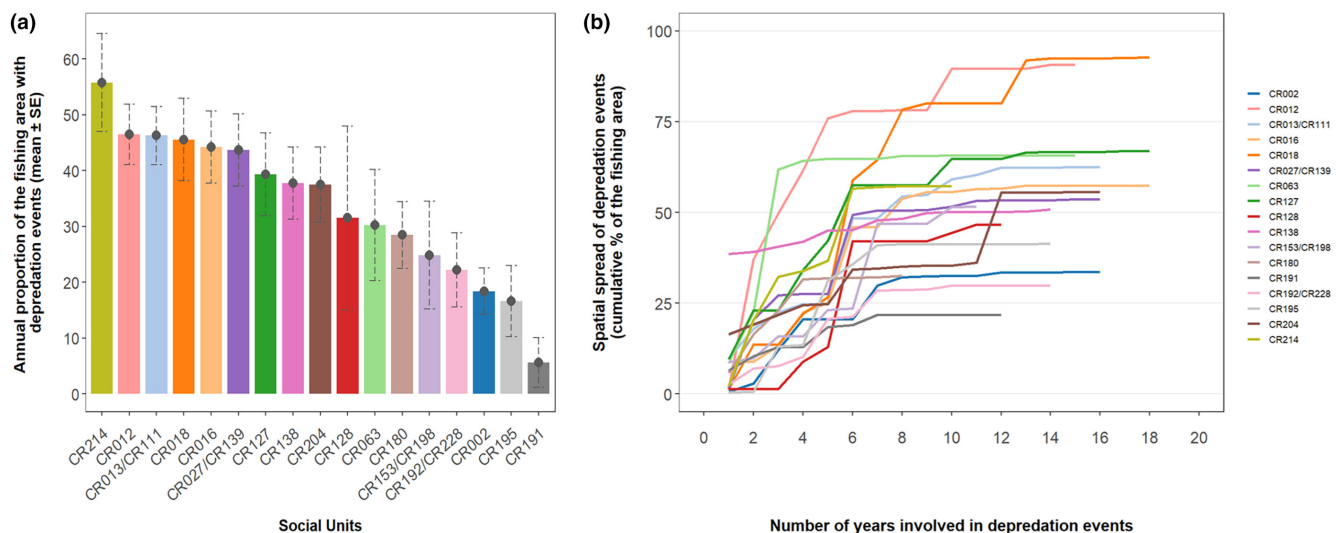 (a)
Annual proportion of the fishing area with
depredation events (mean ± SE)
60
50
40
30
20
10
0
CR214
CR012
CR013/CR111
CR018
CR016
CR027/CR139
CR127
CR138
CR204
CR128
CR063
CR180
CR153/CR198
CR192/CR228
CR002
CR195
CR191
Social Units
(b)
Spatial spread of depredation events
(cumulative % of the fishing area)
100
75
50
25
0
0 2 4 6 8 10 12 14 16 18 20
Number of years involved in depredation events
CR002
CR012
CR013/CR111
CR016
CR018
CR027/CR139
CR063
CR127
CR128
CR138
CR153/CR198
CR180
CR191
CR192/CR228
CR195
CR204
CR214